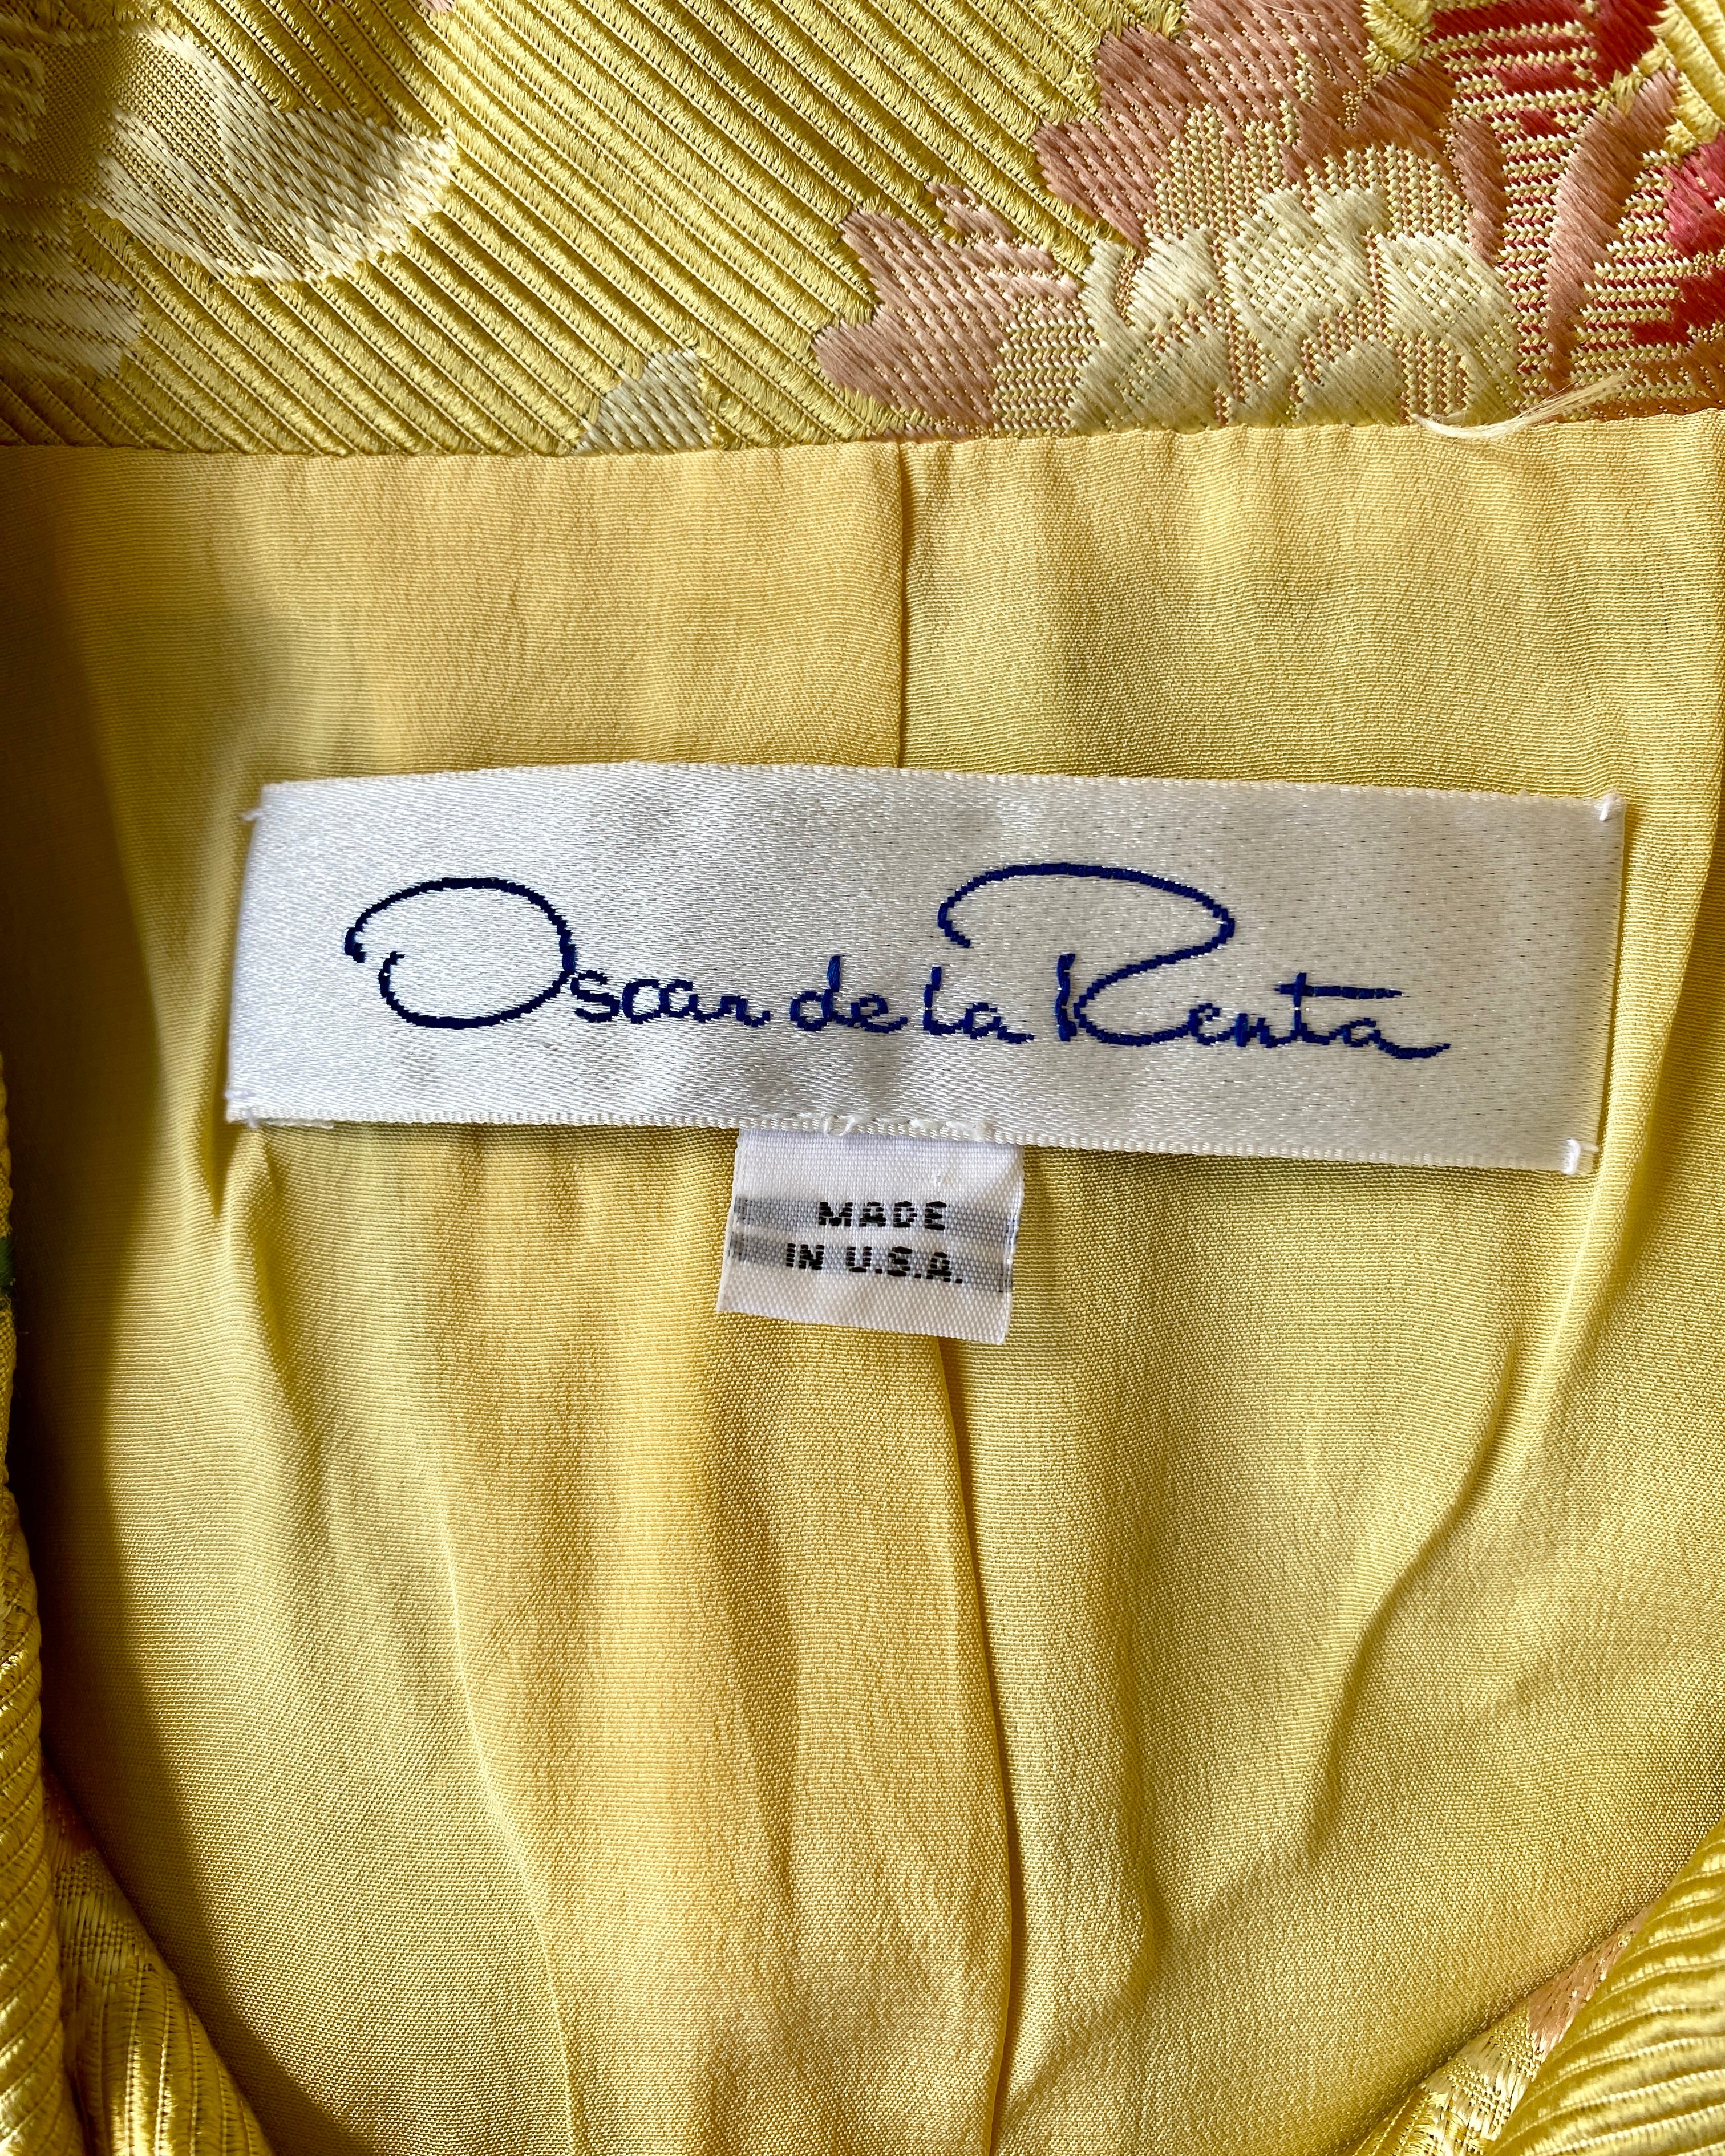 Oscar de la Renta
MADE
IN U.S.A.